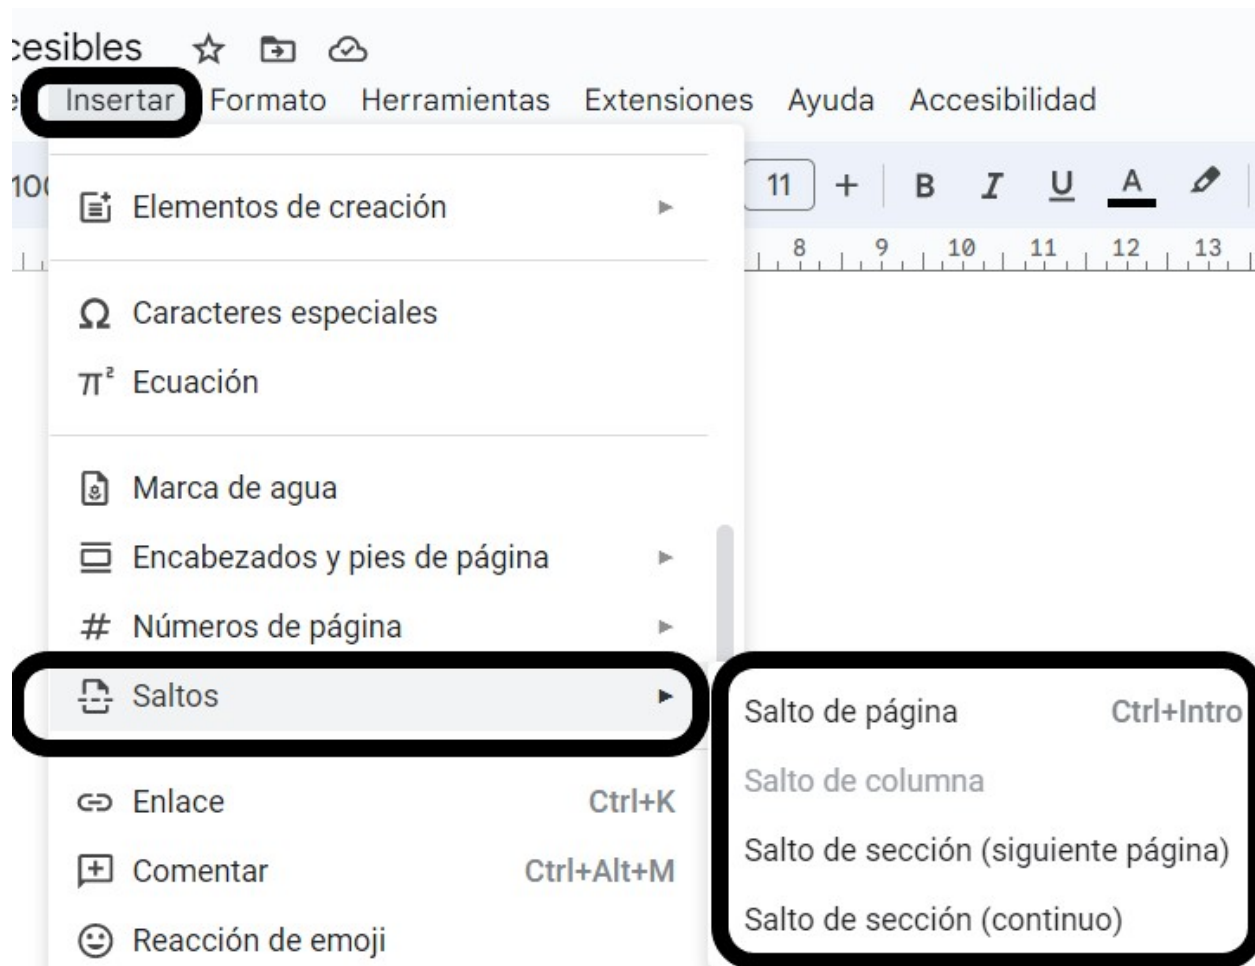 cesibles
Insertar Formato Herramientas Extensiones Ayuda Accesibilidad
100 11 + B I U A
Elementos de creación
8 9 10 11 12 13
Caracteres especiales
Ω
π² Ecuación
Marca de agua
Encabezados y pies de página
# Números de página
Saltos
Salto de página Ctrl+Intro
Salto de columna
Enlace Ctrl+K
Salto de sección (siguiente página)
Comentar Ctrl+Alt+M
Salto de sección (continuo)
Reacción de emoji